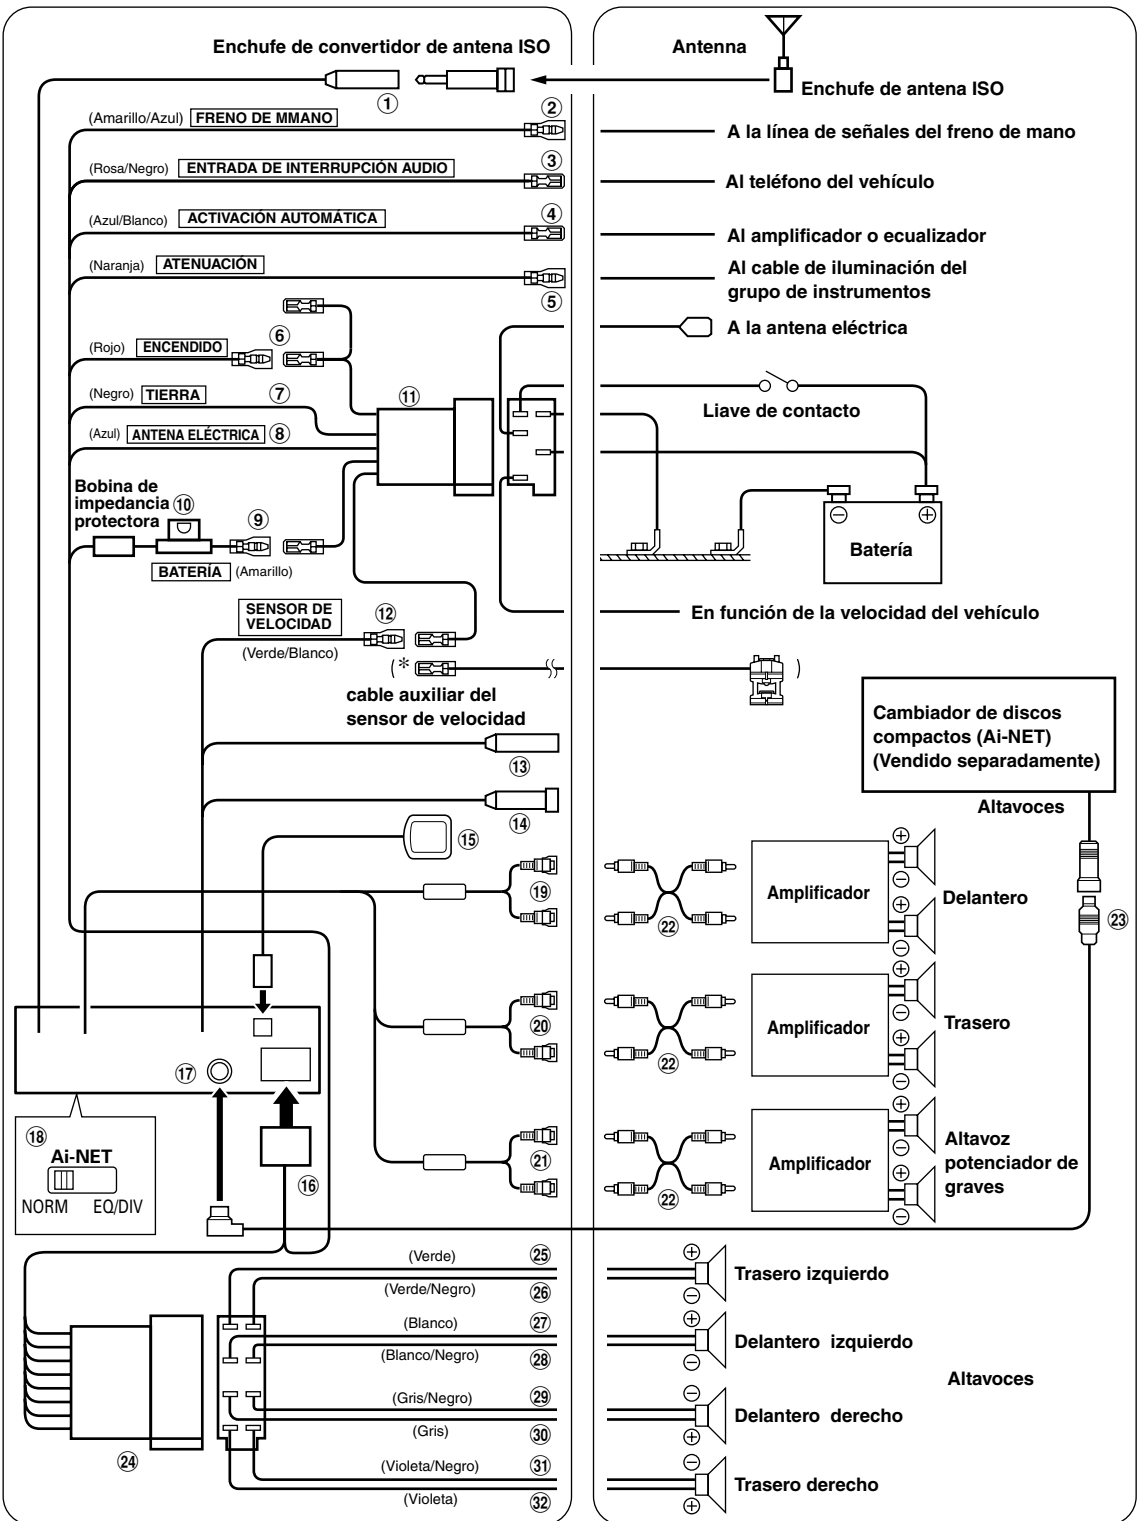 Enchufe de convertidor de antena ISO
Antenna
Enchufe de antena ISO
①
(Amarillo/Azul) FRENO DE MMANO ②
A la línea de señales del freno de mano
(Rosa/Negro) ENTRADA DE INTERRUPCIÓN AUDIO ③
Al teléfono del vehículo
(Azul/Blanco) ACTIVACIÓN AUTOMÁTICA ④
Al amplificador o ecualizador
(Naranja) ATENUACIÓN ⑤
Al cable de iluminación del
grupo de instrumentos
A la antena eléctrica
(Rojo) ENCENDIDO ⑥
(Negro) TIERRA ⑦
⑪
Liave de contacto
(Azul) ANTENA ELÉCTRICA ⑧
Bobina de
impedancia ⑩
protectora
⑨
BATERÍA (Amarillo)
⊖ ⊕
Batería
SENSOR DE
VELOCIDAD
⑫
(Verde/Blanco)
En función de la velocidad del vehículo
(* )
cable auxiliar del
sensor de velocidad
Cambiador de discos
compactos (Ai-NET)
(Vendido separadamente)
⑬
⑭
⑮
Altavoces
⑲
㉒
Amplificador
⊕
⊖
⊕
⊖
Delantero
㉓
⑳
㉒
Amplificador
⊕
⊖
⊕
⊖
Trasero
⑰
⑱
Ai-NET
NORM EQ/DIV
⑯
㉑
㉒
Amplificador
⊕
⊖
⊕
⊖
Altavoz
potenciador de
graves
(Verde) ㉕
⊕
Trasero izquierdo
(Verde/Negro) ㉖
⊖
(Blanco) ㉗
⊕
Delantero izquierdo
(Blanco/Negro) ㉘
⊖
Altavoces
(Gris/Negro) ㉙
⊖
Delantero derecho
(Gris) ㉚
⊕
㉔
(Violeta/Negro) ㉛
⊖
Trasero derecho
(Violeta) ㉜
⊕